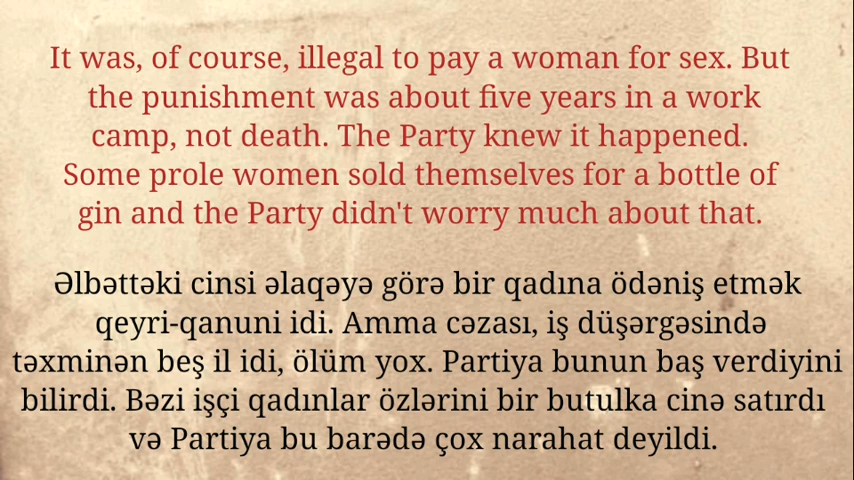 It was, of course, illegal to pay a woman for sex. But
the punishment was about five years in a work
camp, not death. The Party knew it happened.
Some prole women sold themselves for a bottle of
gin and the Party didn't worry much about that.
Əlbəttəki cinsi əlaqəyə görə bir qadına ödəniş etmək
qeyri-qanuni idi. Amma cəzası, iş düşərgəsində
təxminən beş il idi, ölüm yox. Partiya bunun baş verdiyini
bilirdi. Bəzi işçi qadınlar özlərini bir butulka cinə satırdı
və Partiya bu barədə çox narahat deyildi.